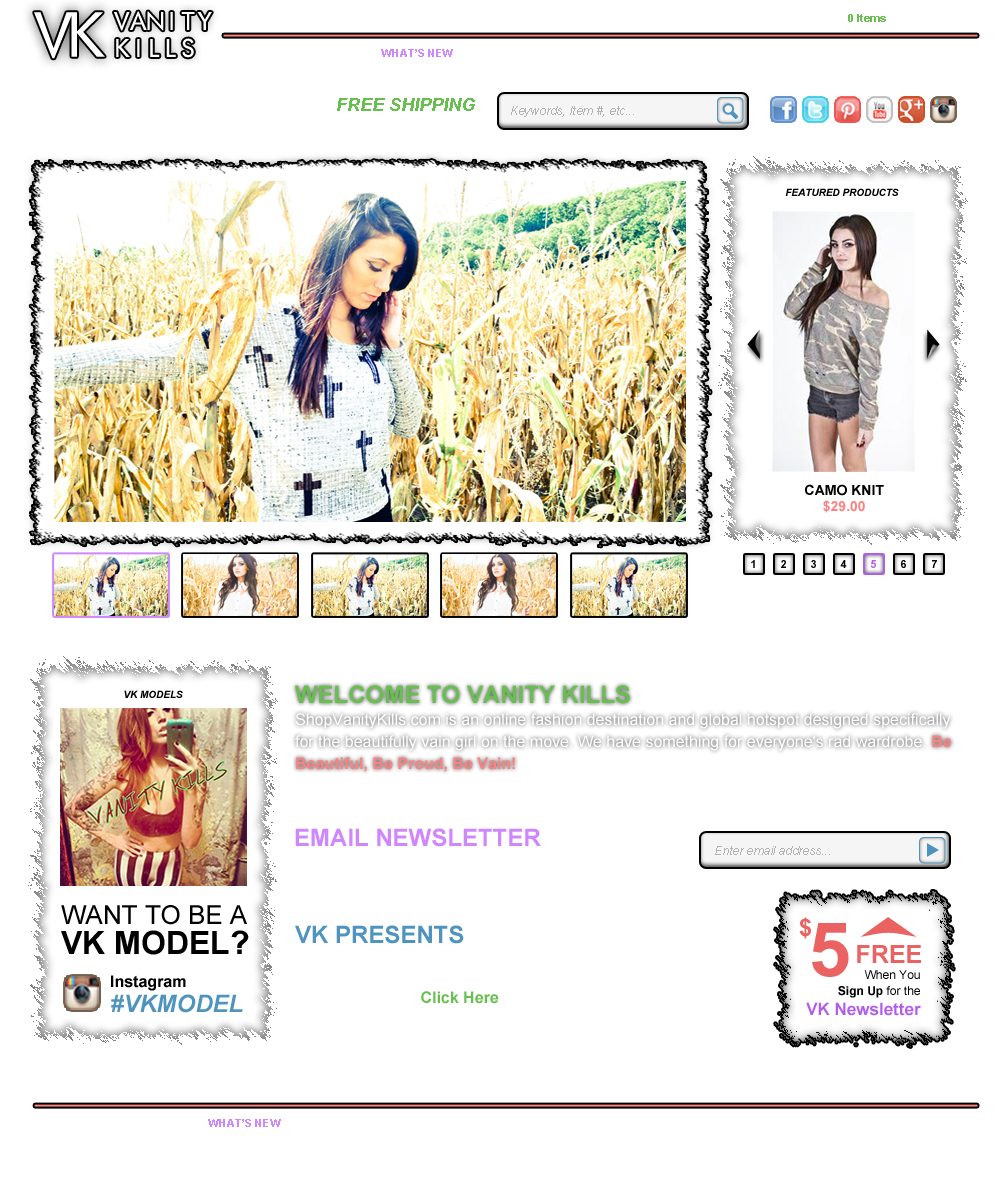 VK VANITY KILLS
0 Items
WHAT'S NEW
FREE SHIPPING
Keywords, Item #, etc...
You Tube
FEATURED PRODUCTS
CAMO KNIT
$29.00
1 2 3 4 5 6 7
VK MODELS
VANITY KILLS
WANT TO BE A
VK MODEL?
Instagram
#VKMODEL
WELCOME TO VANITY KILLS
ShopVanityKills.com is an online fashion destination and global hotspot designed specifically
for the beautifully vain girl on the move. We have something for everyone's rad wardrobe. Be
Beautiful, Be Proud, Be Vain!
EMAIL NEWSLETTER
Enter email address...
VK PRESENTS
Click Here
$5 FREE
When You
Sign Up for the
VK Newsletter
WHAT'S NEW